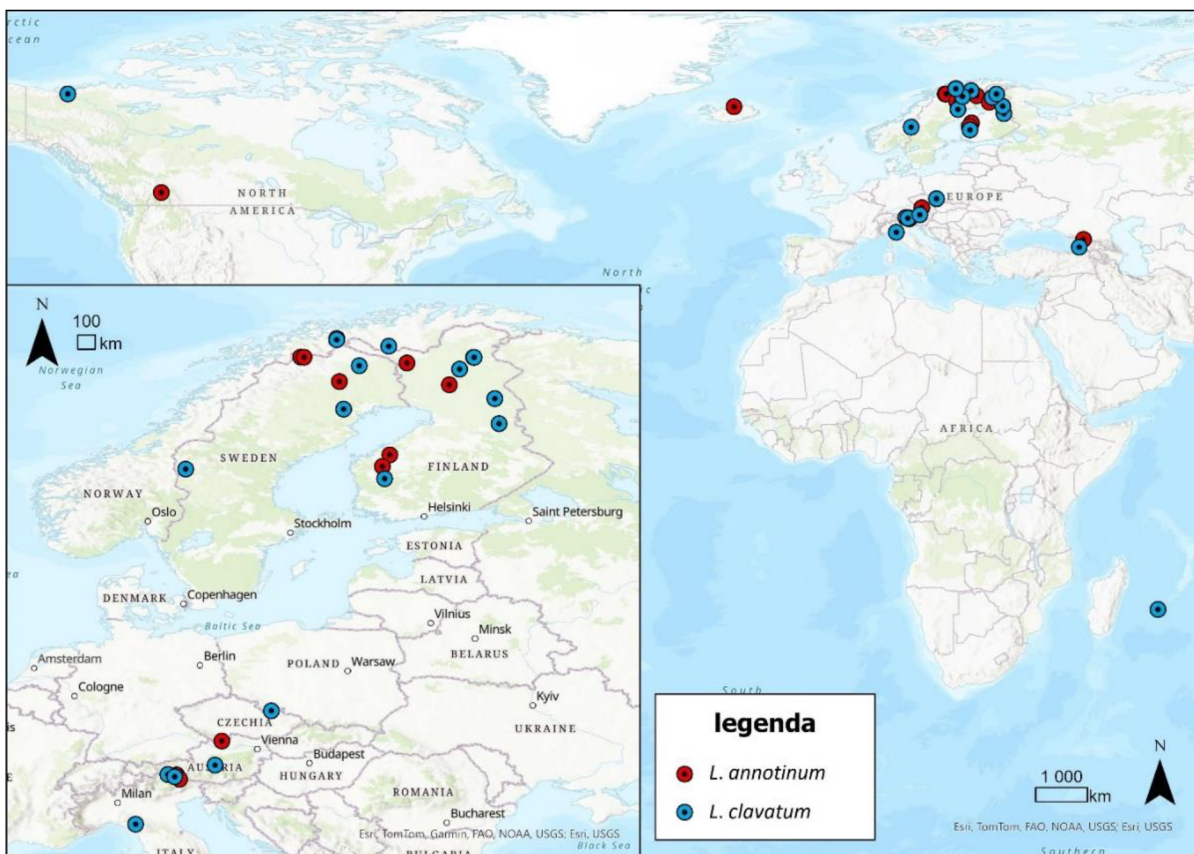 rctic
ocean
NORTH
AMERICA
North
ic
EUROPE
AFRICA
South
Southern
N
100
km
Norwegian
Sea
SWEDEN
FINLAND
NORWAY
Oslo
Helsinki
Saint Petersburg
Stockholm
ESTONIA
LATVIA
DENMARK
Copenhagen
Baltic Sea
Vilnius
Minsk
BELARUS
Amsterdam
Berlin
POLAND
Warsaw
Cologne
Kyiv
CZECHIA
UKRAINE
Vienna
Budapest
HUNGARY
Milan
ROMANIA
Bucharest
Esri, TomTom, Garmin, FAO, NOAA, USGS; Esri, USGS
Black Sea
ITALY
BULGARIA
legenda
L. annotinum
L. clavatum
N
1 000
km
Esri, TomTom, FAO, NOAA, USGS; Esri, USGS